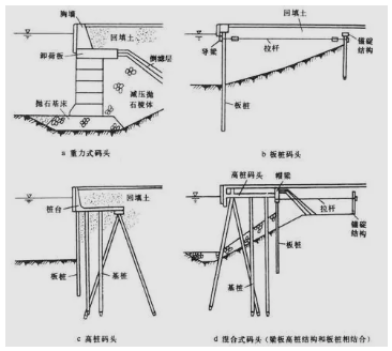 胸墙
回填土
卸荷板
倒滤层
减压抛
石棱体
抛石基床
a 重力式码头
回填土
导梁
拉杆
锚碇
结构
板桩
b 板桩码头
回填土
桩台
板桩
基桩
c 高桩码头
高桩码头
帽梁
拉杆
锚碇
结构
板桩
基桩
d 混合式码头（墩板高桩结构和板桩相结合）